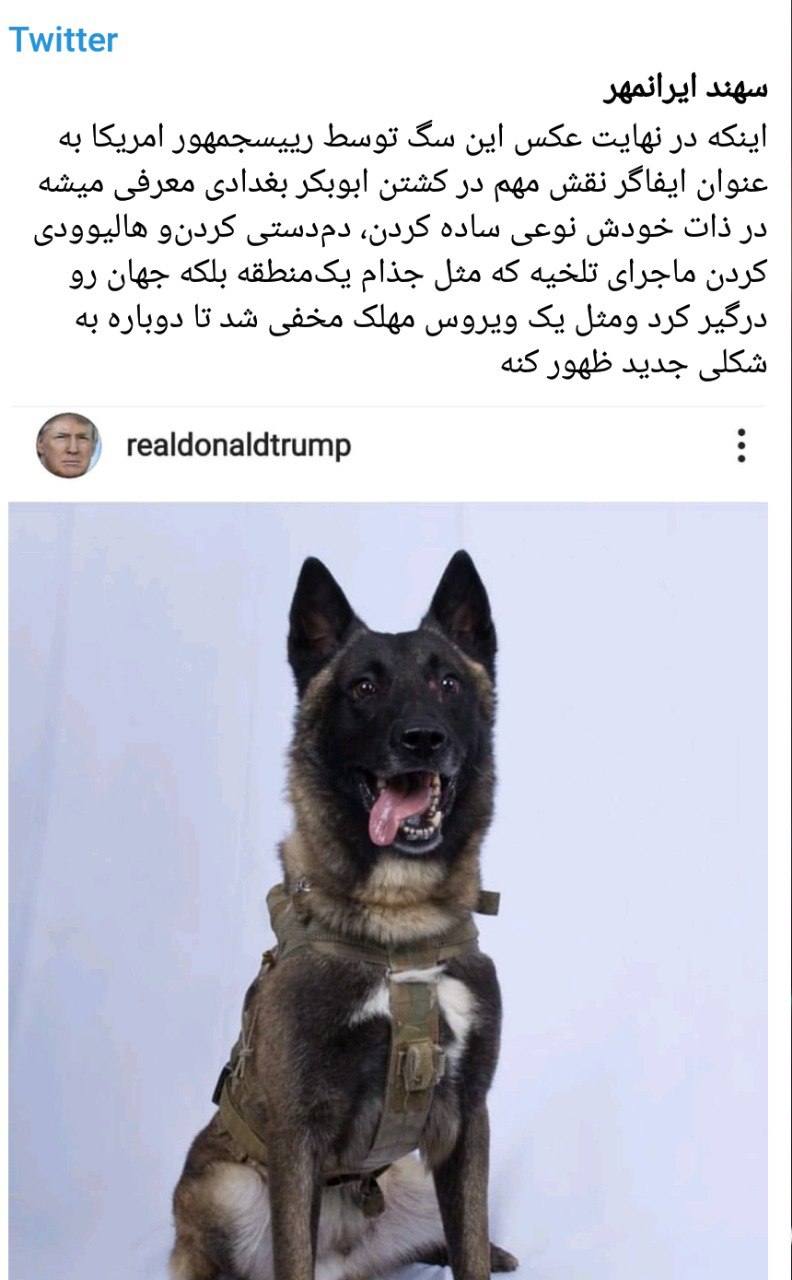 Twitter
سهند ایرانمهر
اینکه در نهایت عکس این سگ توسط رییسجمهور امریکا به
عنوان ایفاگر نقش مهم در کشتن ابوبکر بغدادی معرفی میشه
در ذات خودش نوعی ساده کردن، دم‌دستی کردن‌و هالیوودی
کردن ماجرای تلخیه که مثل جذام یک‌منطقه بلکه جهان رو
درگیر کرد ومثل یک ویروس مهلک مخفی شد تا دوباره به
شکلی جدید ظهور کنه
realdonaldtrump